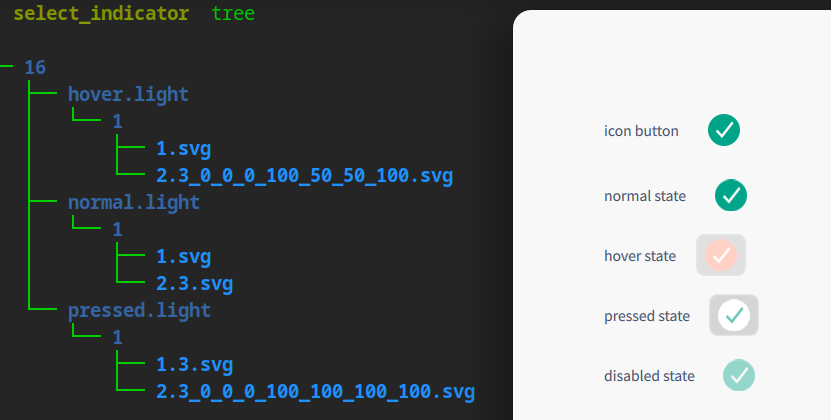 select_indicator tree
16
hover.light
1
1.svg
2.3_0_0_0_100_50_50_100.svg
normal.light
1
1.svg
2.3.svg
pressed.light
1
1.3.svg
2.3_0_0_0_100_100_100_100.svg
icon button
normal state
hover state
pressed state
disabled state